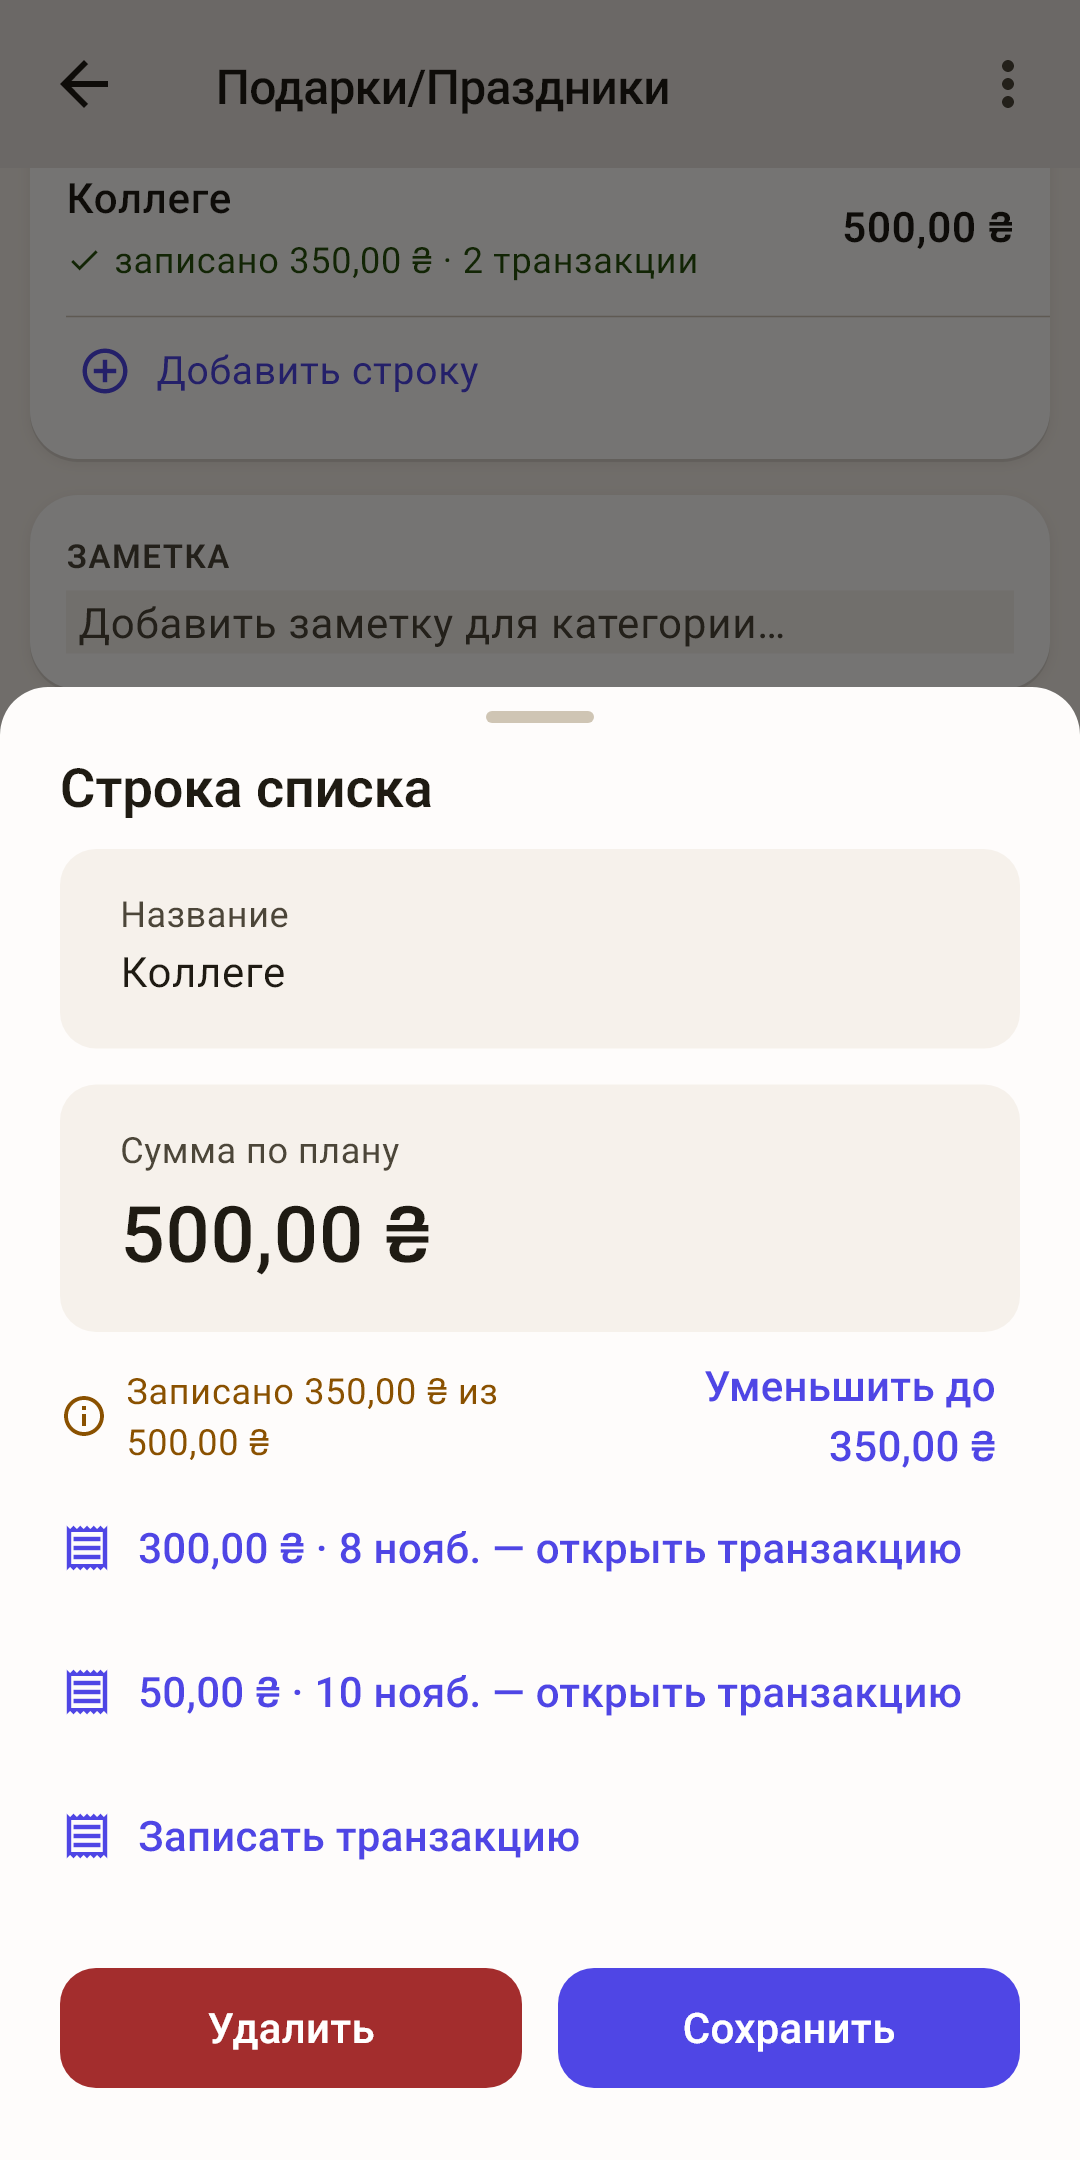 Подарки/Праздники
Коллеге
500,00 ₴
записано 350,00 ₴ · 2 транзакции
Добавить строку
ЗАМЕТКА
Добавить заметку для категории…
Строка списка
Название
Коллеге
Сумма по плану
500,00 ₴
Записано 350,00 ₴ из
500,00 ₴
Уменьшить до
350,00 ₴
300,00 ₴ · 8 нояб. — открыть транзакцию
50,00 ₴ · 10 нояб. — открыть транзакцию
Записать транзакцию
Удалить
Сохранить